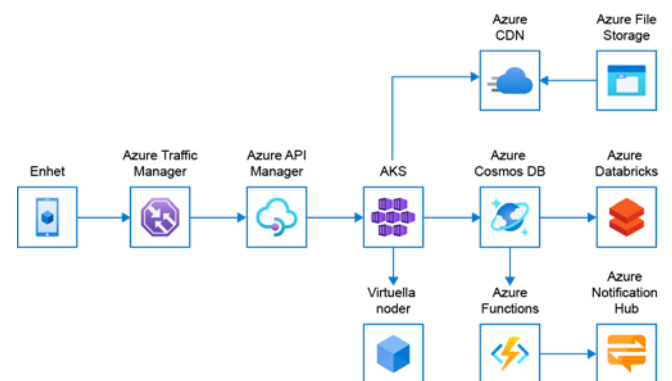 Azure
CDN
Azure File
Storage
Enhet
Azure Traffic
Manager
Azure API
Manager
AKS
Azure
Cosmos DB
Azure
Databricks
Virtuella
noder
Azure
Functions
Azure
Notification
Hub